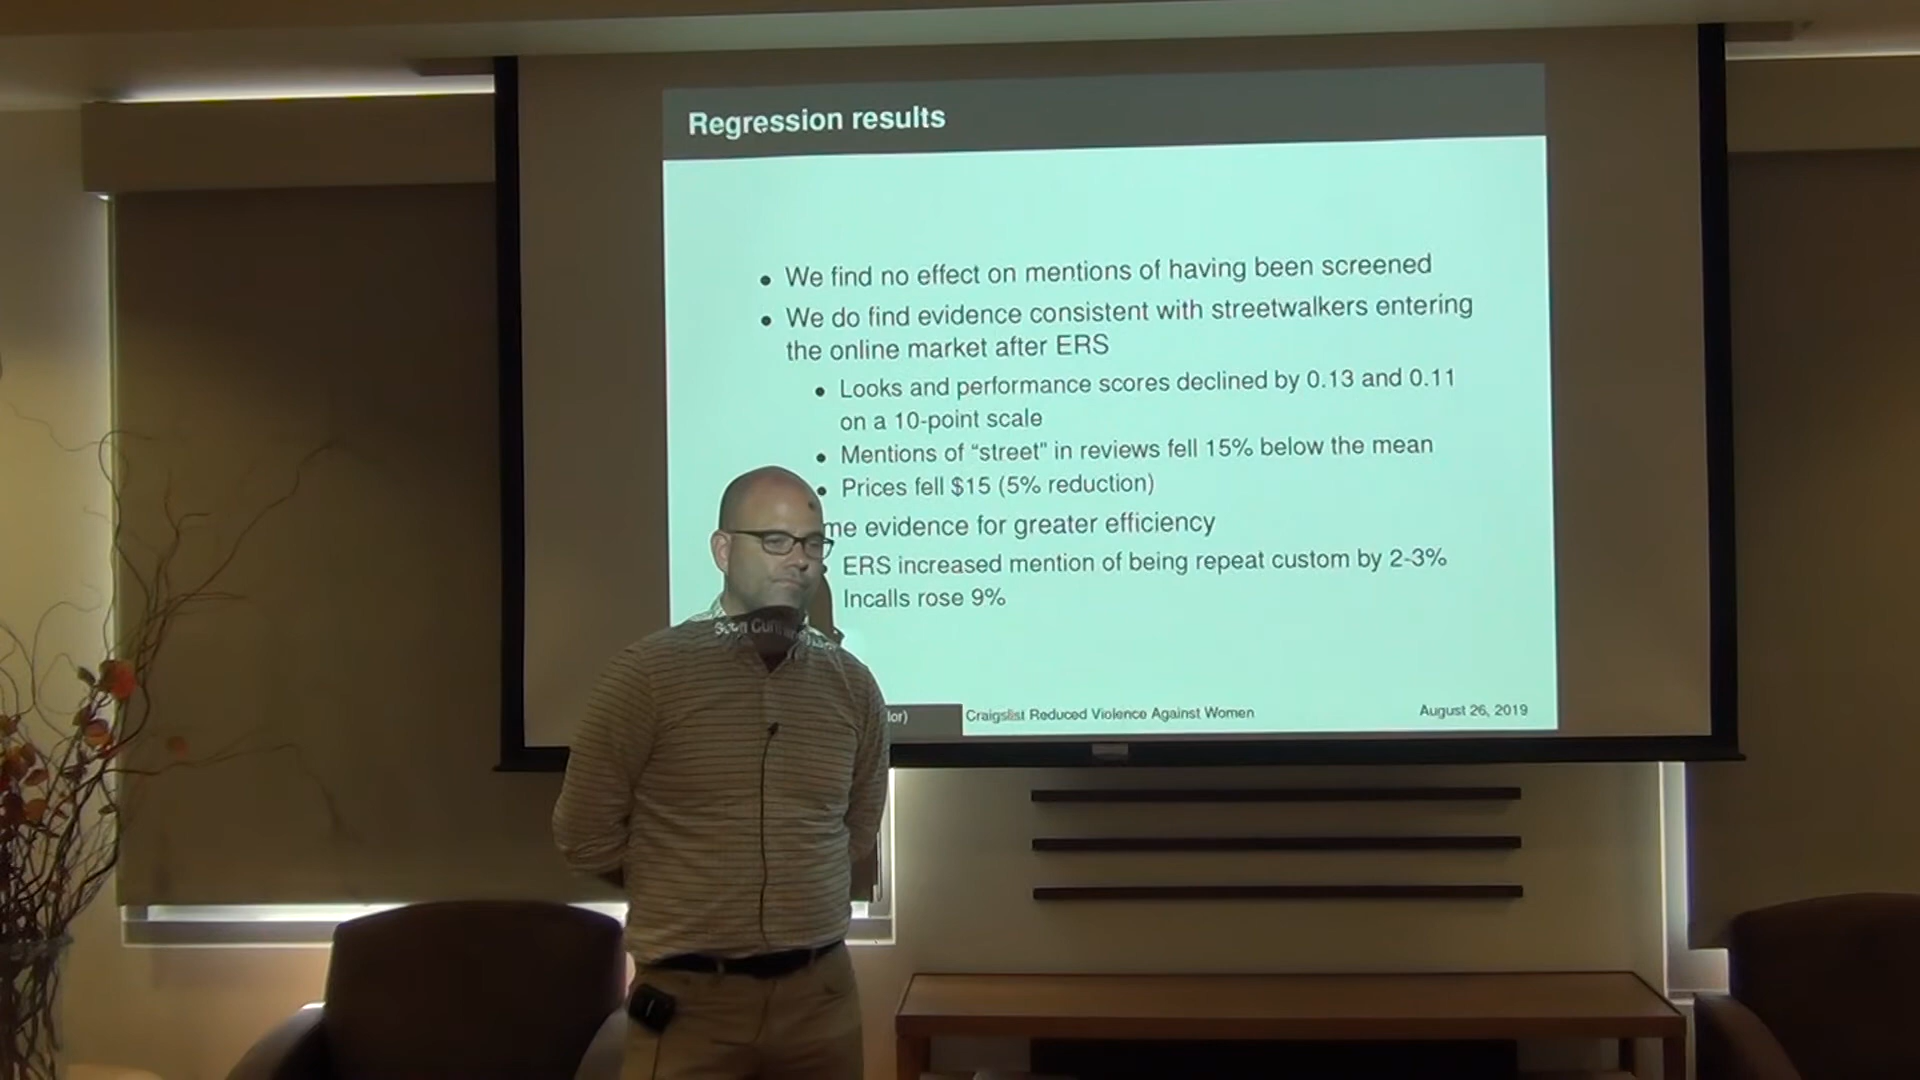 Regression results
• We find no effect on mentions of having been screened
• We do find evidence consistent with streetwalkers entering
the online market after ERS
• Looks and performance scores declined by 0.13 and 0.11
on a 10-point scale
• Mentions of “street” in reviews fell 15% below the mean
• Prices fell $15 (5% reduction)
evidence for greater efficiency
ERS increased mention of being repeat custom by 2-3%
Incalls rose 9%
lor)
Craigslist Reduced Violence Against Women
August 26, 2019